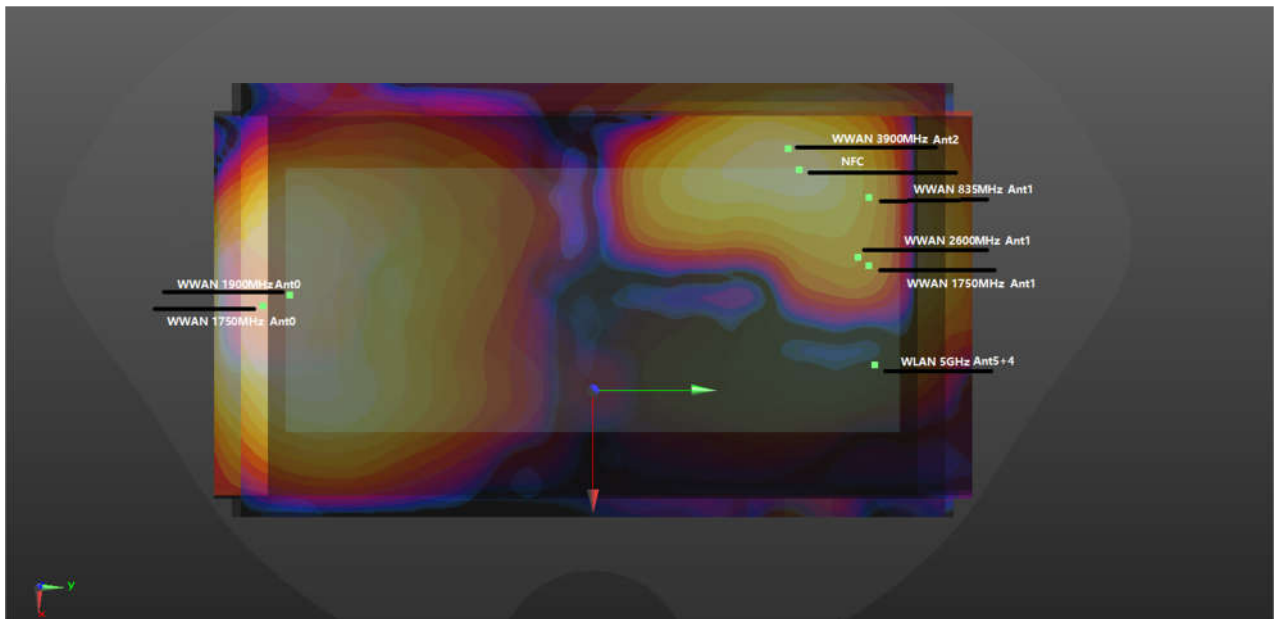 WWAN 3900MHz Ant2
NFC
WWAN 835MHz Ant1
WWAN 2600MHz Ant1
WWAN 1750MHz Ant1
WWAN 1900MHz Ant0
WWAN 1750MHz Ant0
WLAN 5GHz Ant5+4
Y
X